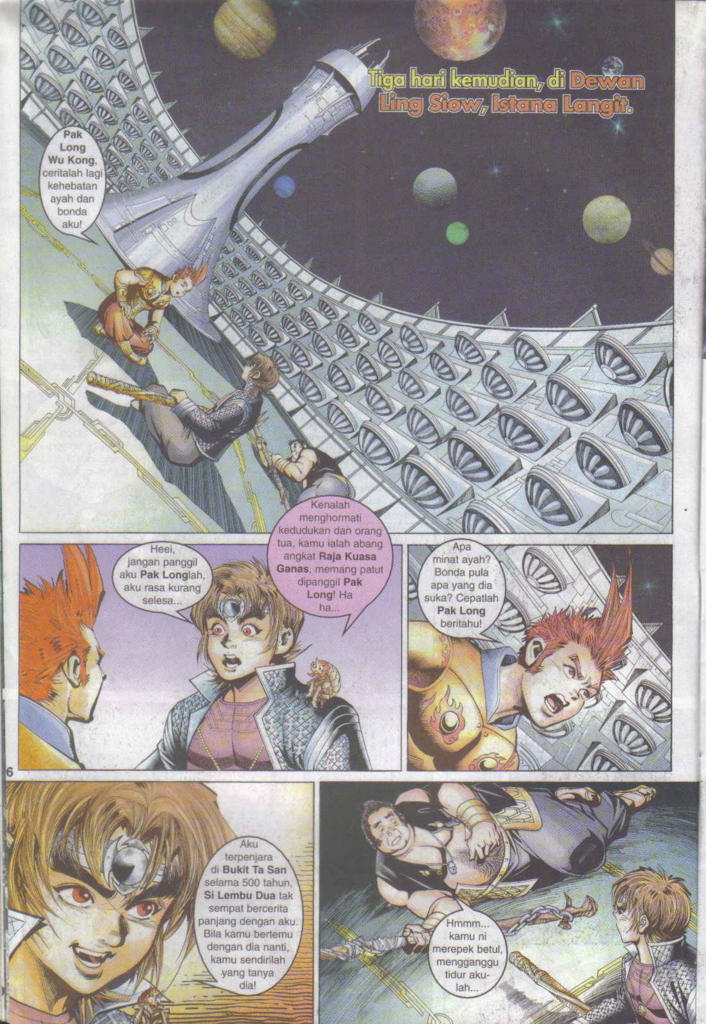 Tiga hari kemudian, di Dewan
Ling Siow, Istana Langit.
Pak
Long
Wu Kong,
ceritalah lagi
kehebatan
ayah dan
bonda
aku!
Heei,
jangan panggil
aku Pak Longlah,
aku rasa kurang
selesa...
Kenalah
menghormati
kedudukan dan orang
tua, kamu ialah abang
angkat Raja Kuasa
Ganas, memang patut
dipanggil Pak
Long! Ha
ha...
Apa
minat ayah?
Bonda pula
apa yang dia
suka? Cepatlah
Pak Long
beritahu!
6
Aku
terpenjara
di Bukit Ta San
selama 500 tahun,
Si Lembu Dua tak
sempat bercerita
panjang dengan aku.
Bila kamu bertemu
dengan dia nanti,
kamu sendirilah
yang tanya
dia!
Hmmm...
kamu ni
merepek betul,
mengganggu
tidur aku-
lah...